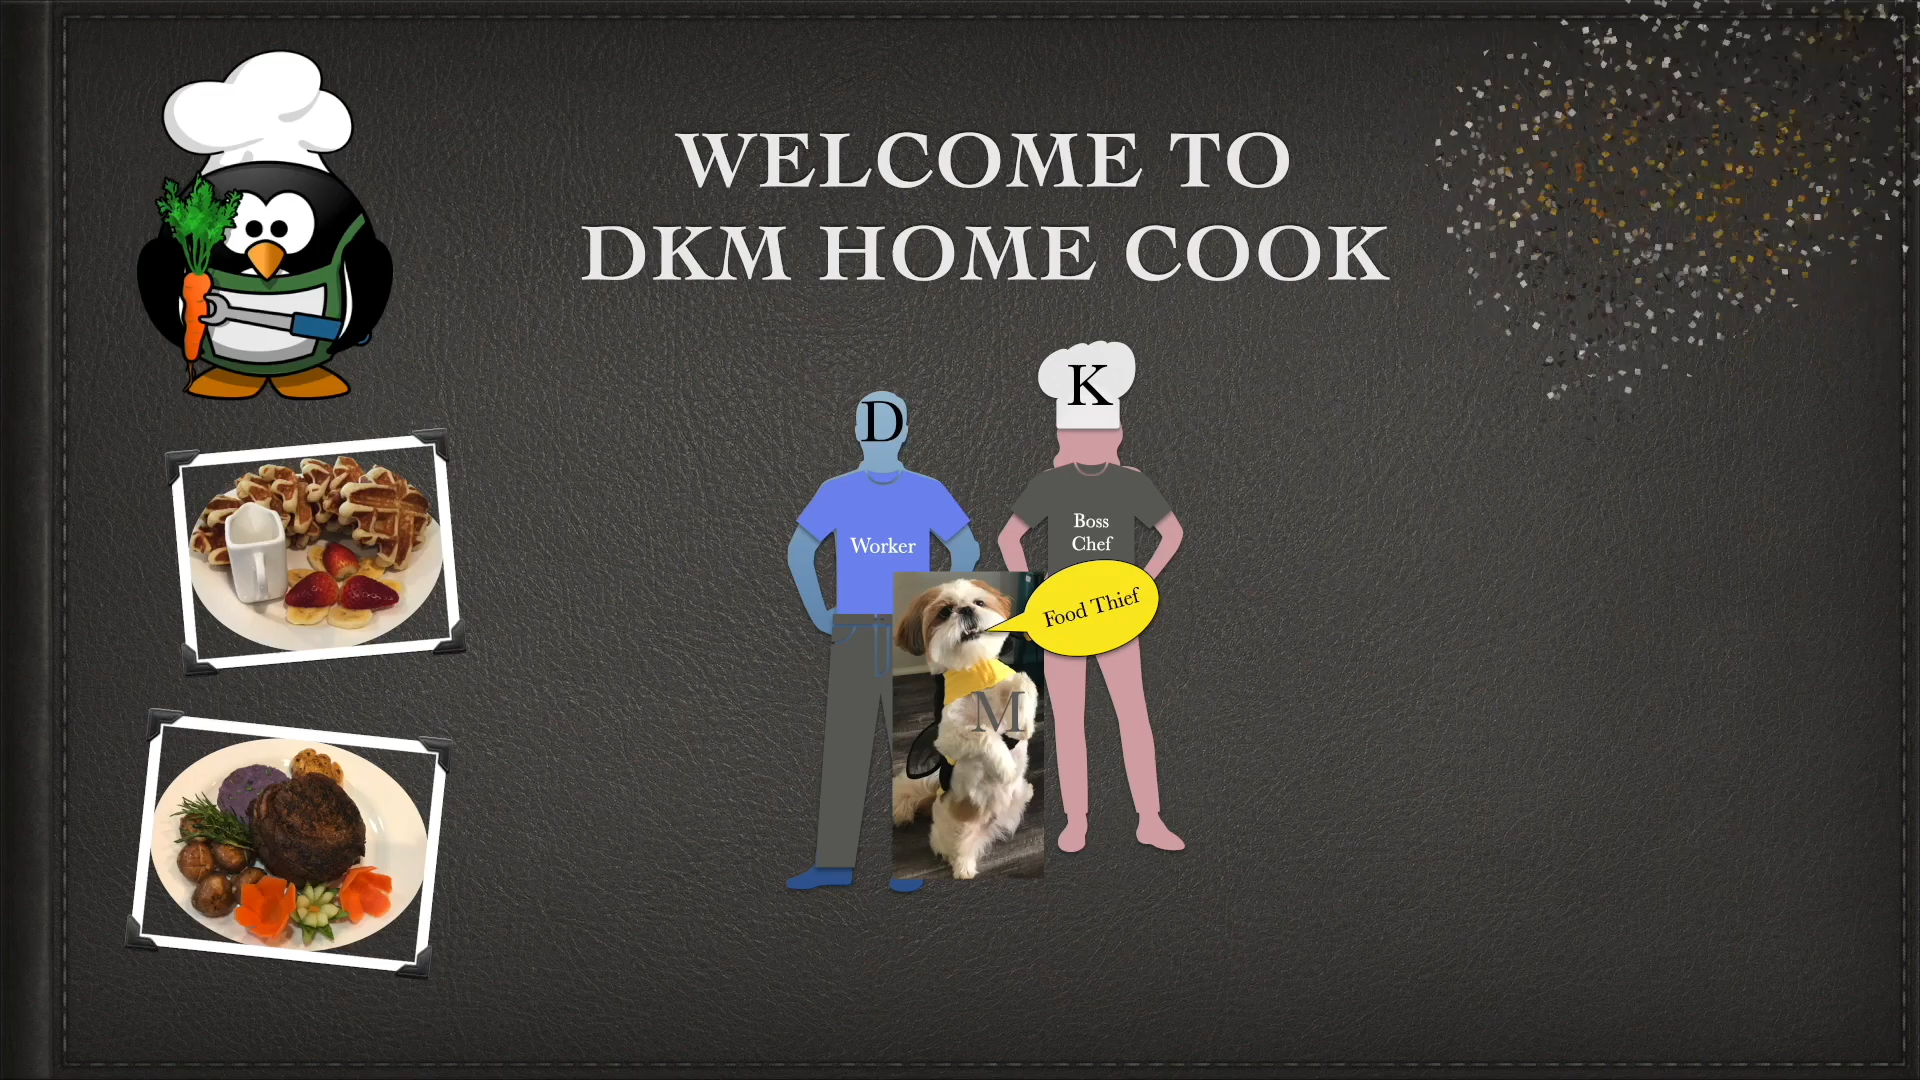 WELCOME TO
DKM HOME COOK
D
K
Worker
Boss
Chef
Food Thief
M